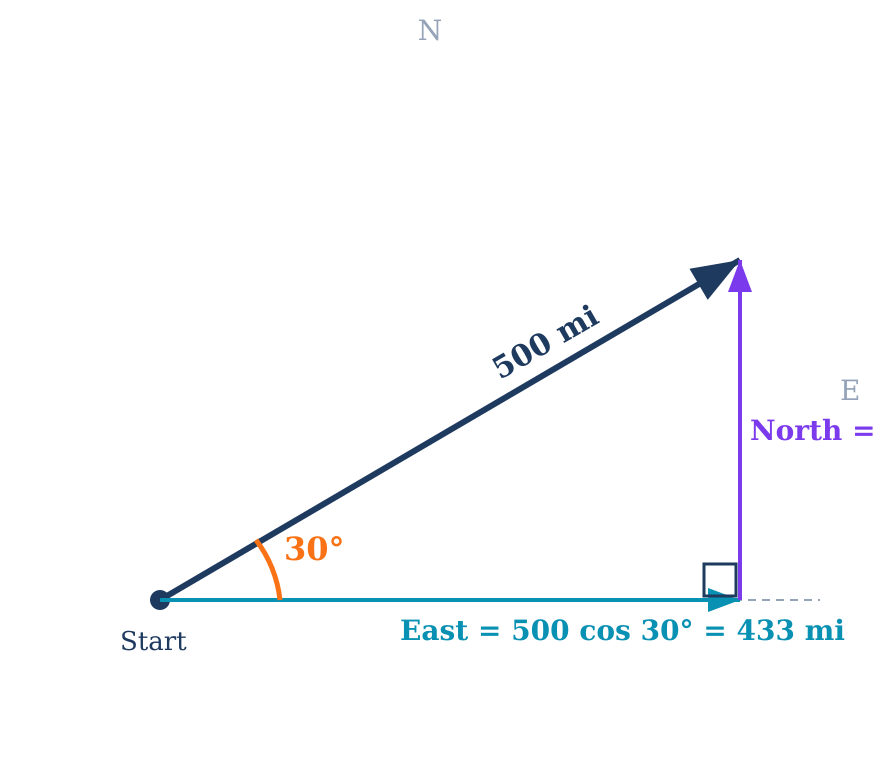 N
500 mi
E
North =
30°
East = 500 cos 30° = 433 mi
Start